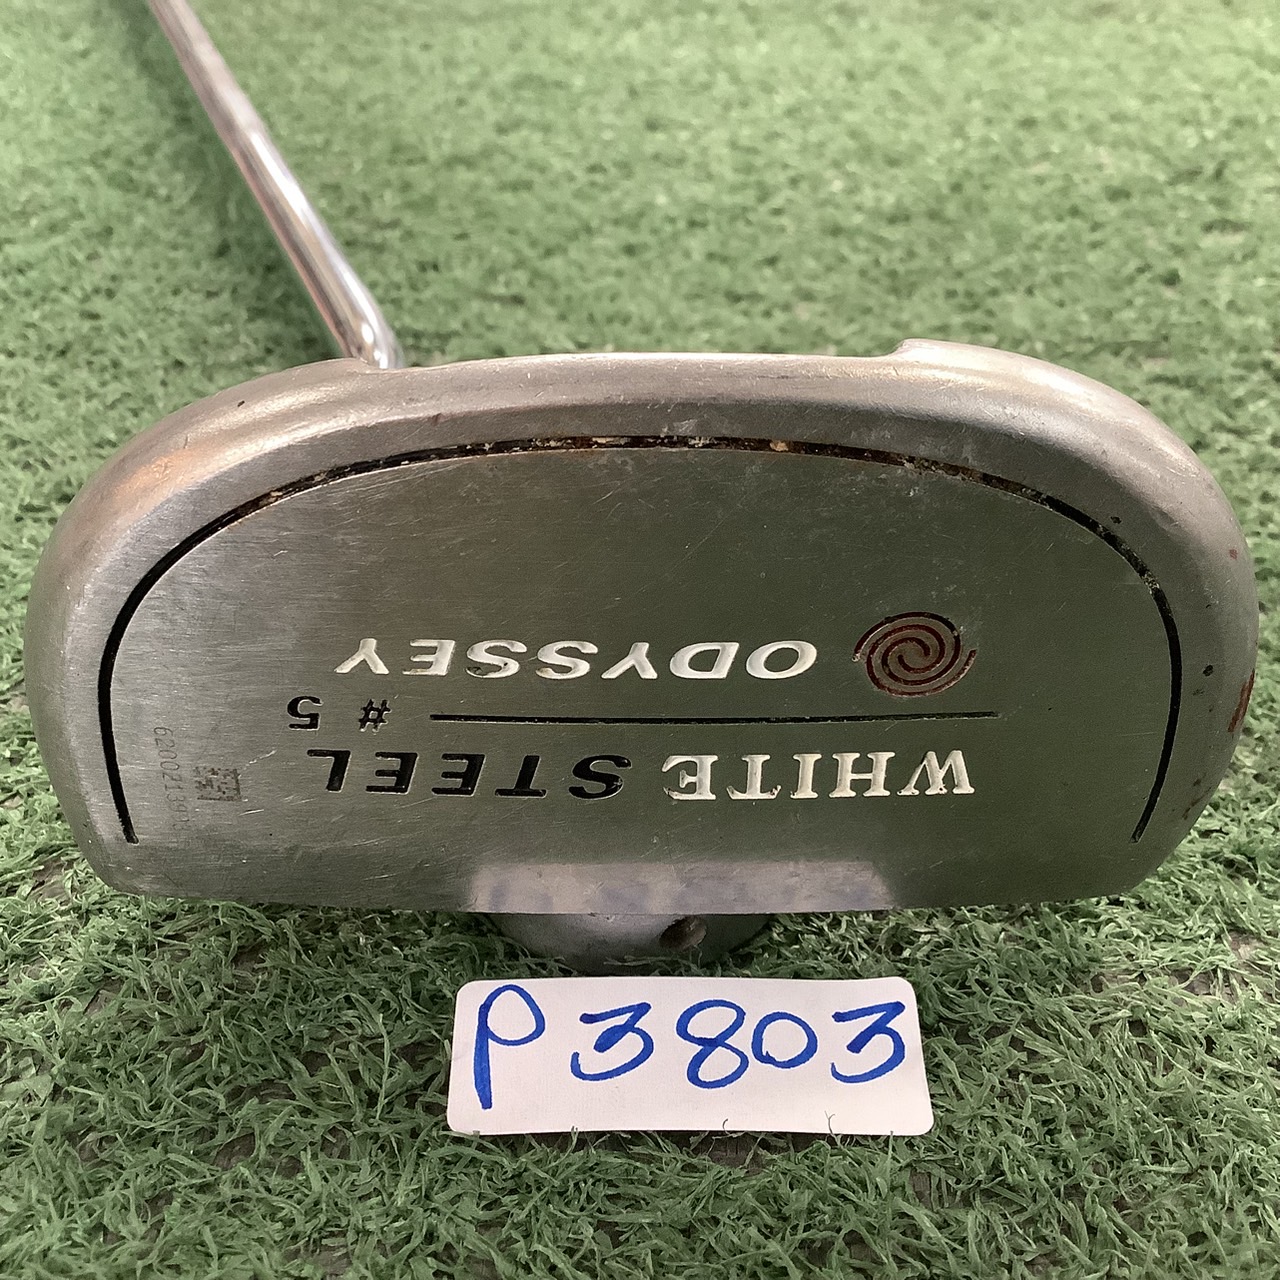 WHITE STEEL
# 5
ODYSSEY
P3803